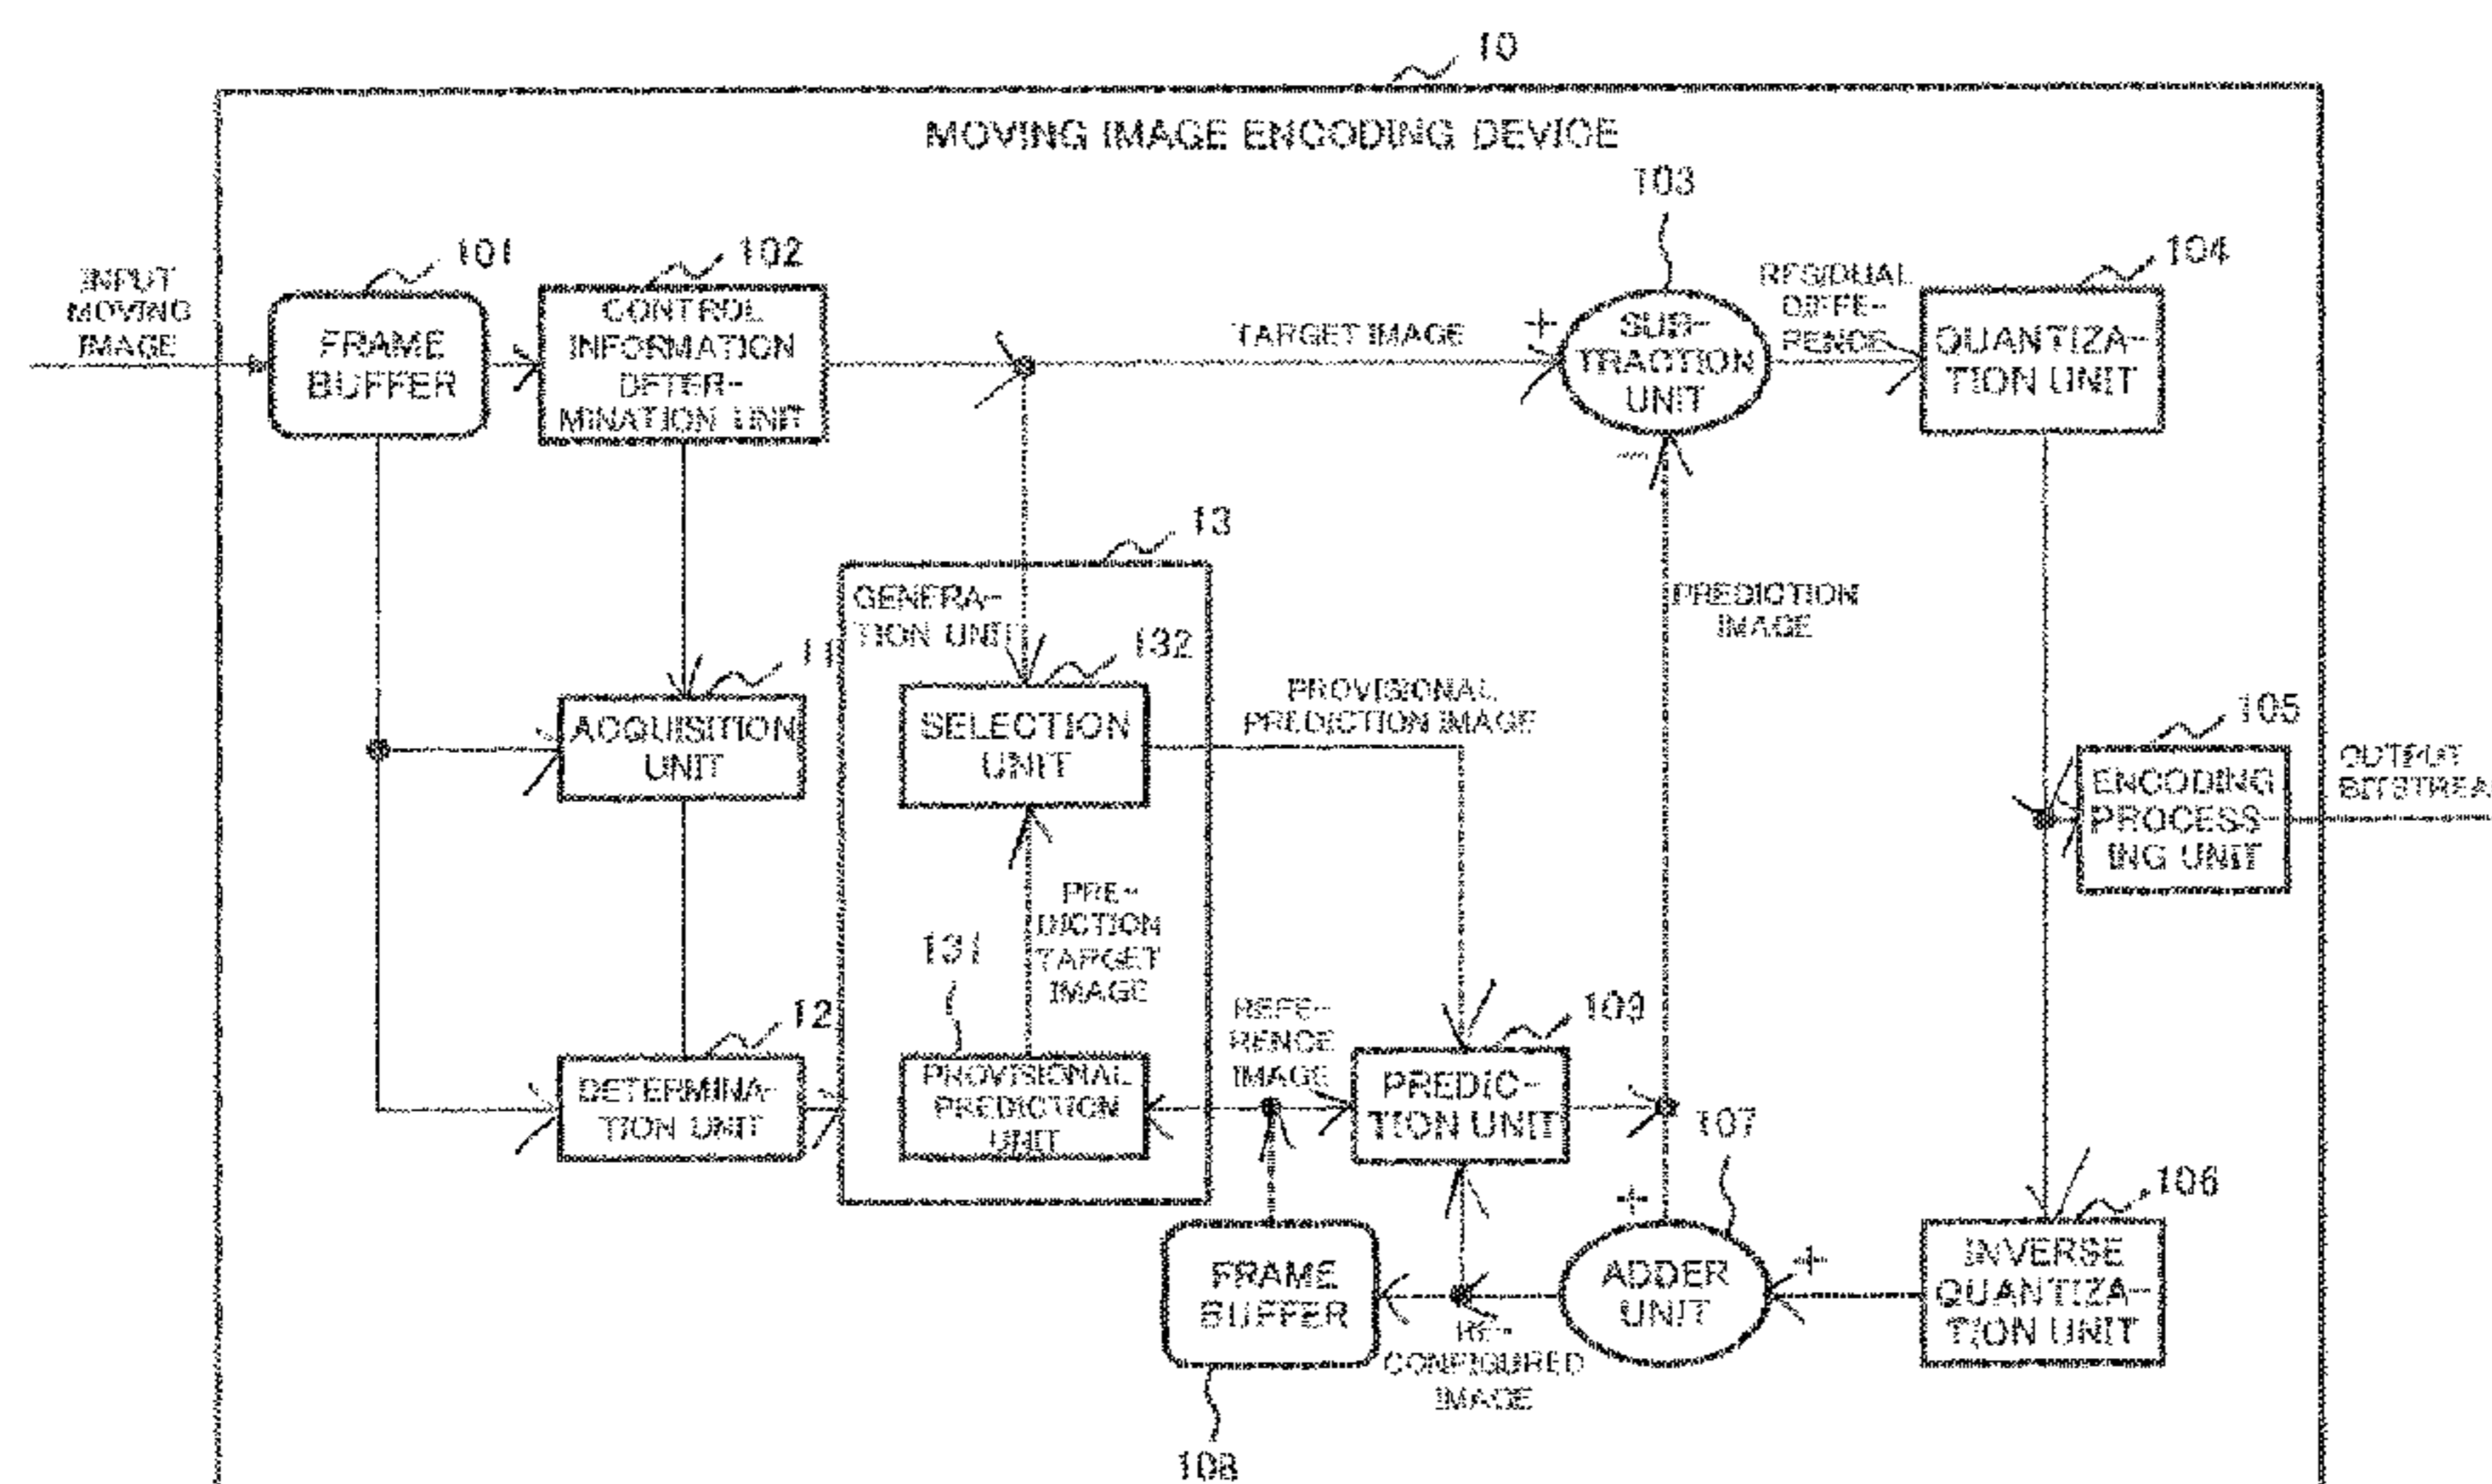 10
MOVING IMAGE ENCODING DEVICE
103
101
102
104
INPUT
MOVING
IMAGE
FRAME
BUFFER
CONTROL
INFORMATION
DETER-
MINATION UNIT
TARGET IMAGE
+
SUB-
TRACTION
UNIT
RESIDUAL
DIFFE-
RENCE
QUANTIZA-
TION UNIT
-
13
GENERA-
TION UNIT
PREDICTION
IMAGE
11
132
ACQUISITION
UNIT
SELECTION
UNIT
PROVISIONAL
PREDICTION IMAGE
105
ENCODING
PROCESS-
ING UNIT
OUTPUT
BITSTREA
PRE-
DICTION
TARGET
IMAGE
131
12
DETERMINA-
TION UNIT
PROVISIONAL
PREDICTION
UNIT
REFE-
RENCE
IMAGE
109
PREDIC-
TION UNIT
107
106
+
FRAME
BUFFER
ADDER
UNIT
+
INVERSE
QUANTIZA-
TION UNIT
RE-
CONFIGURED
IMAGE
108